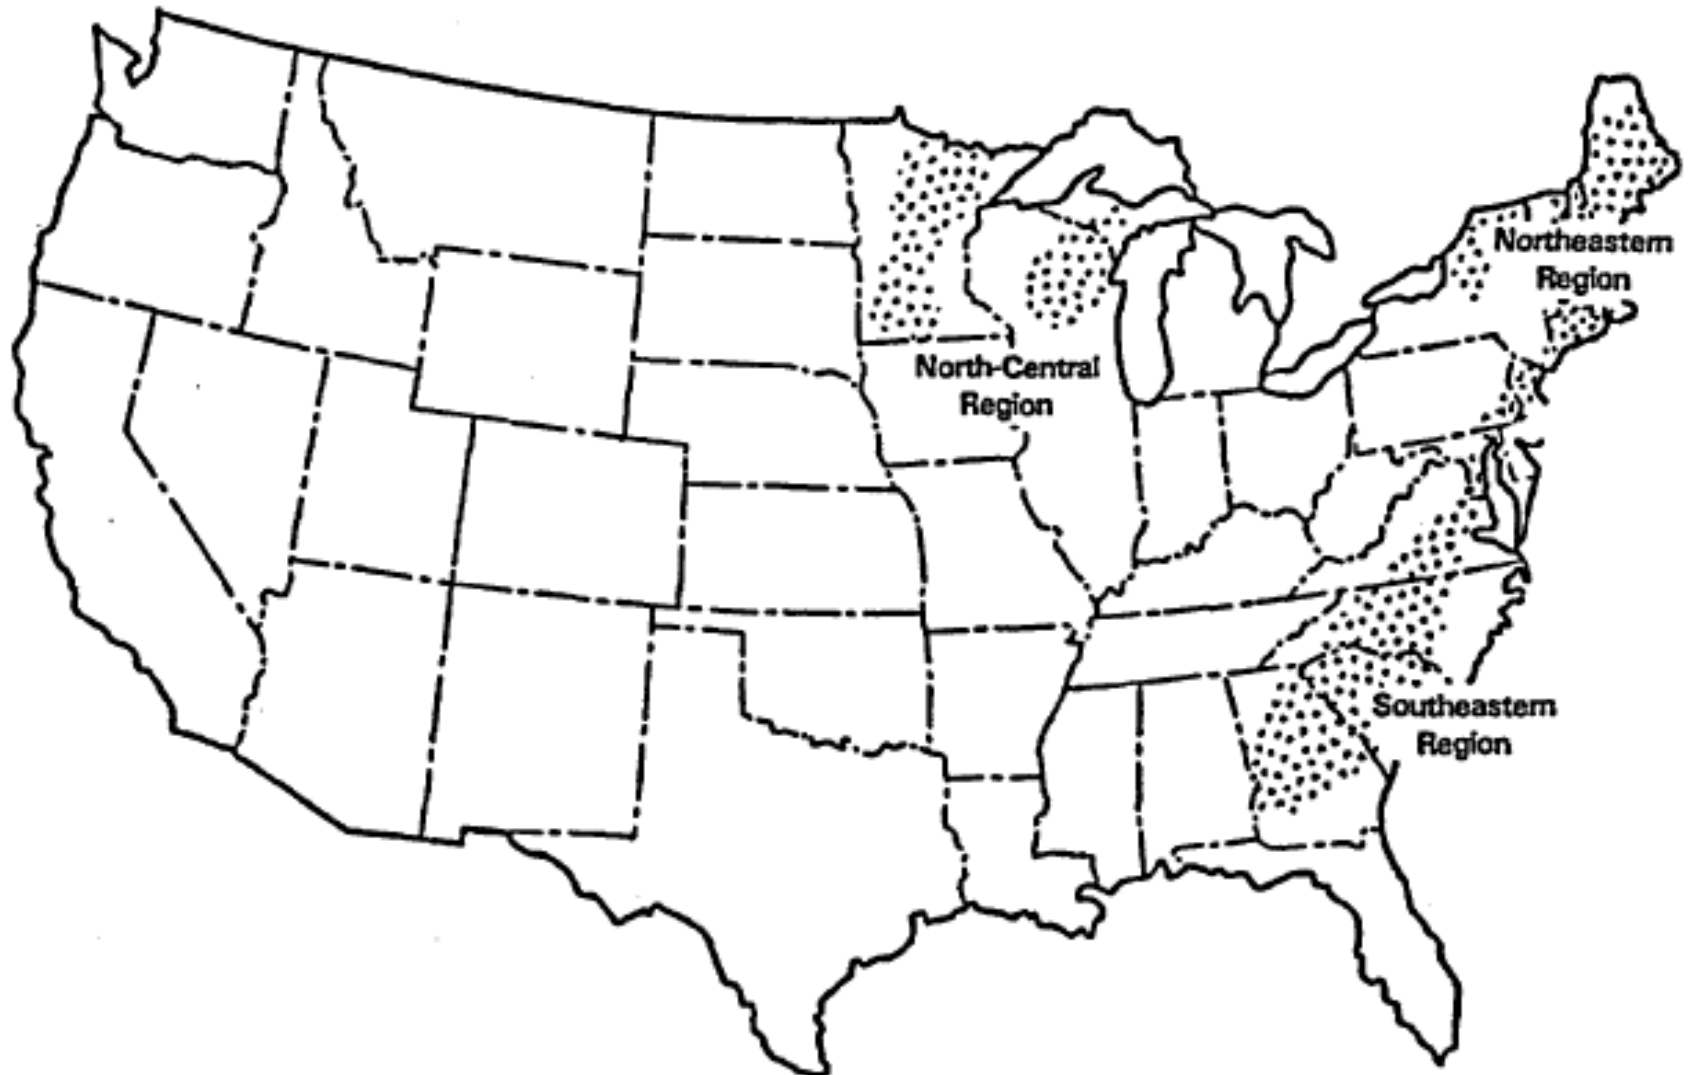 Northeastern
Region
North-Central
Region
Southeastern
Region